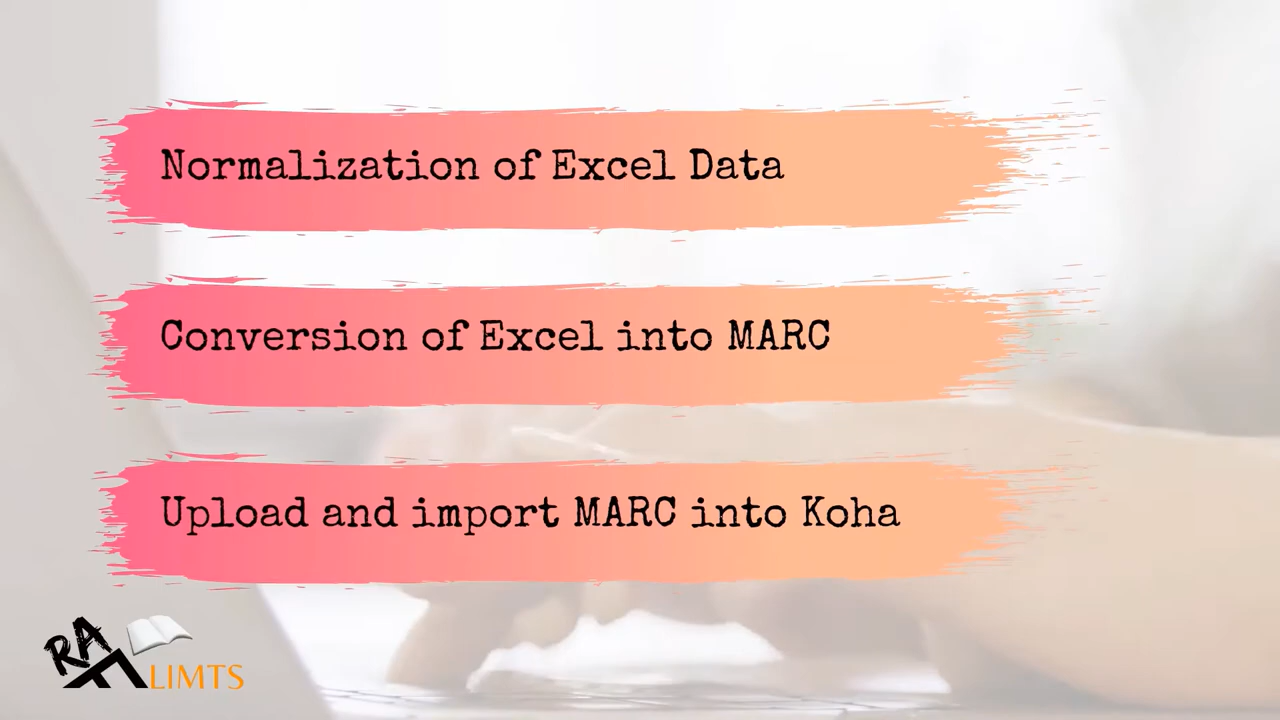 Normalization of Excel Data
Conversion of Excel into MARC
Upload and import MARC into Koha
RA
LIMTS